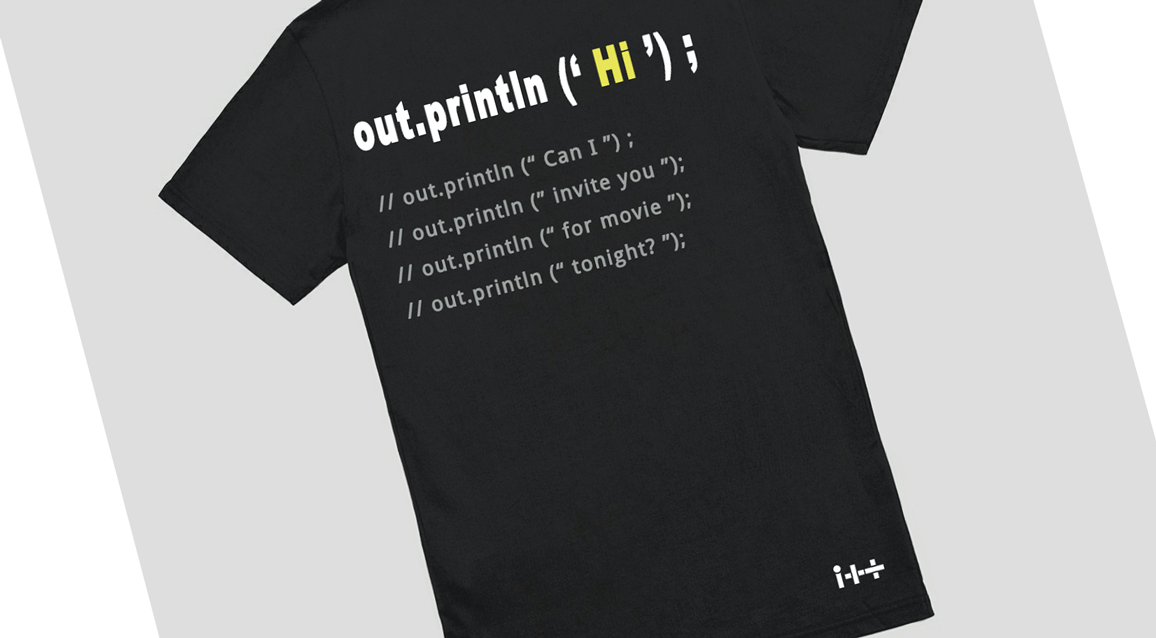 out.println (‘ Hi ’) ;
// out.println (“ Can I ”) ;
// out.println (” invite you ”);
// out.println (“ for movie ”);
// out.println (“ tonight? ”);
i++